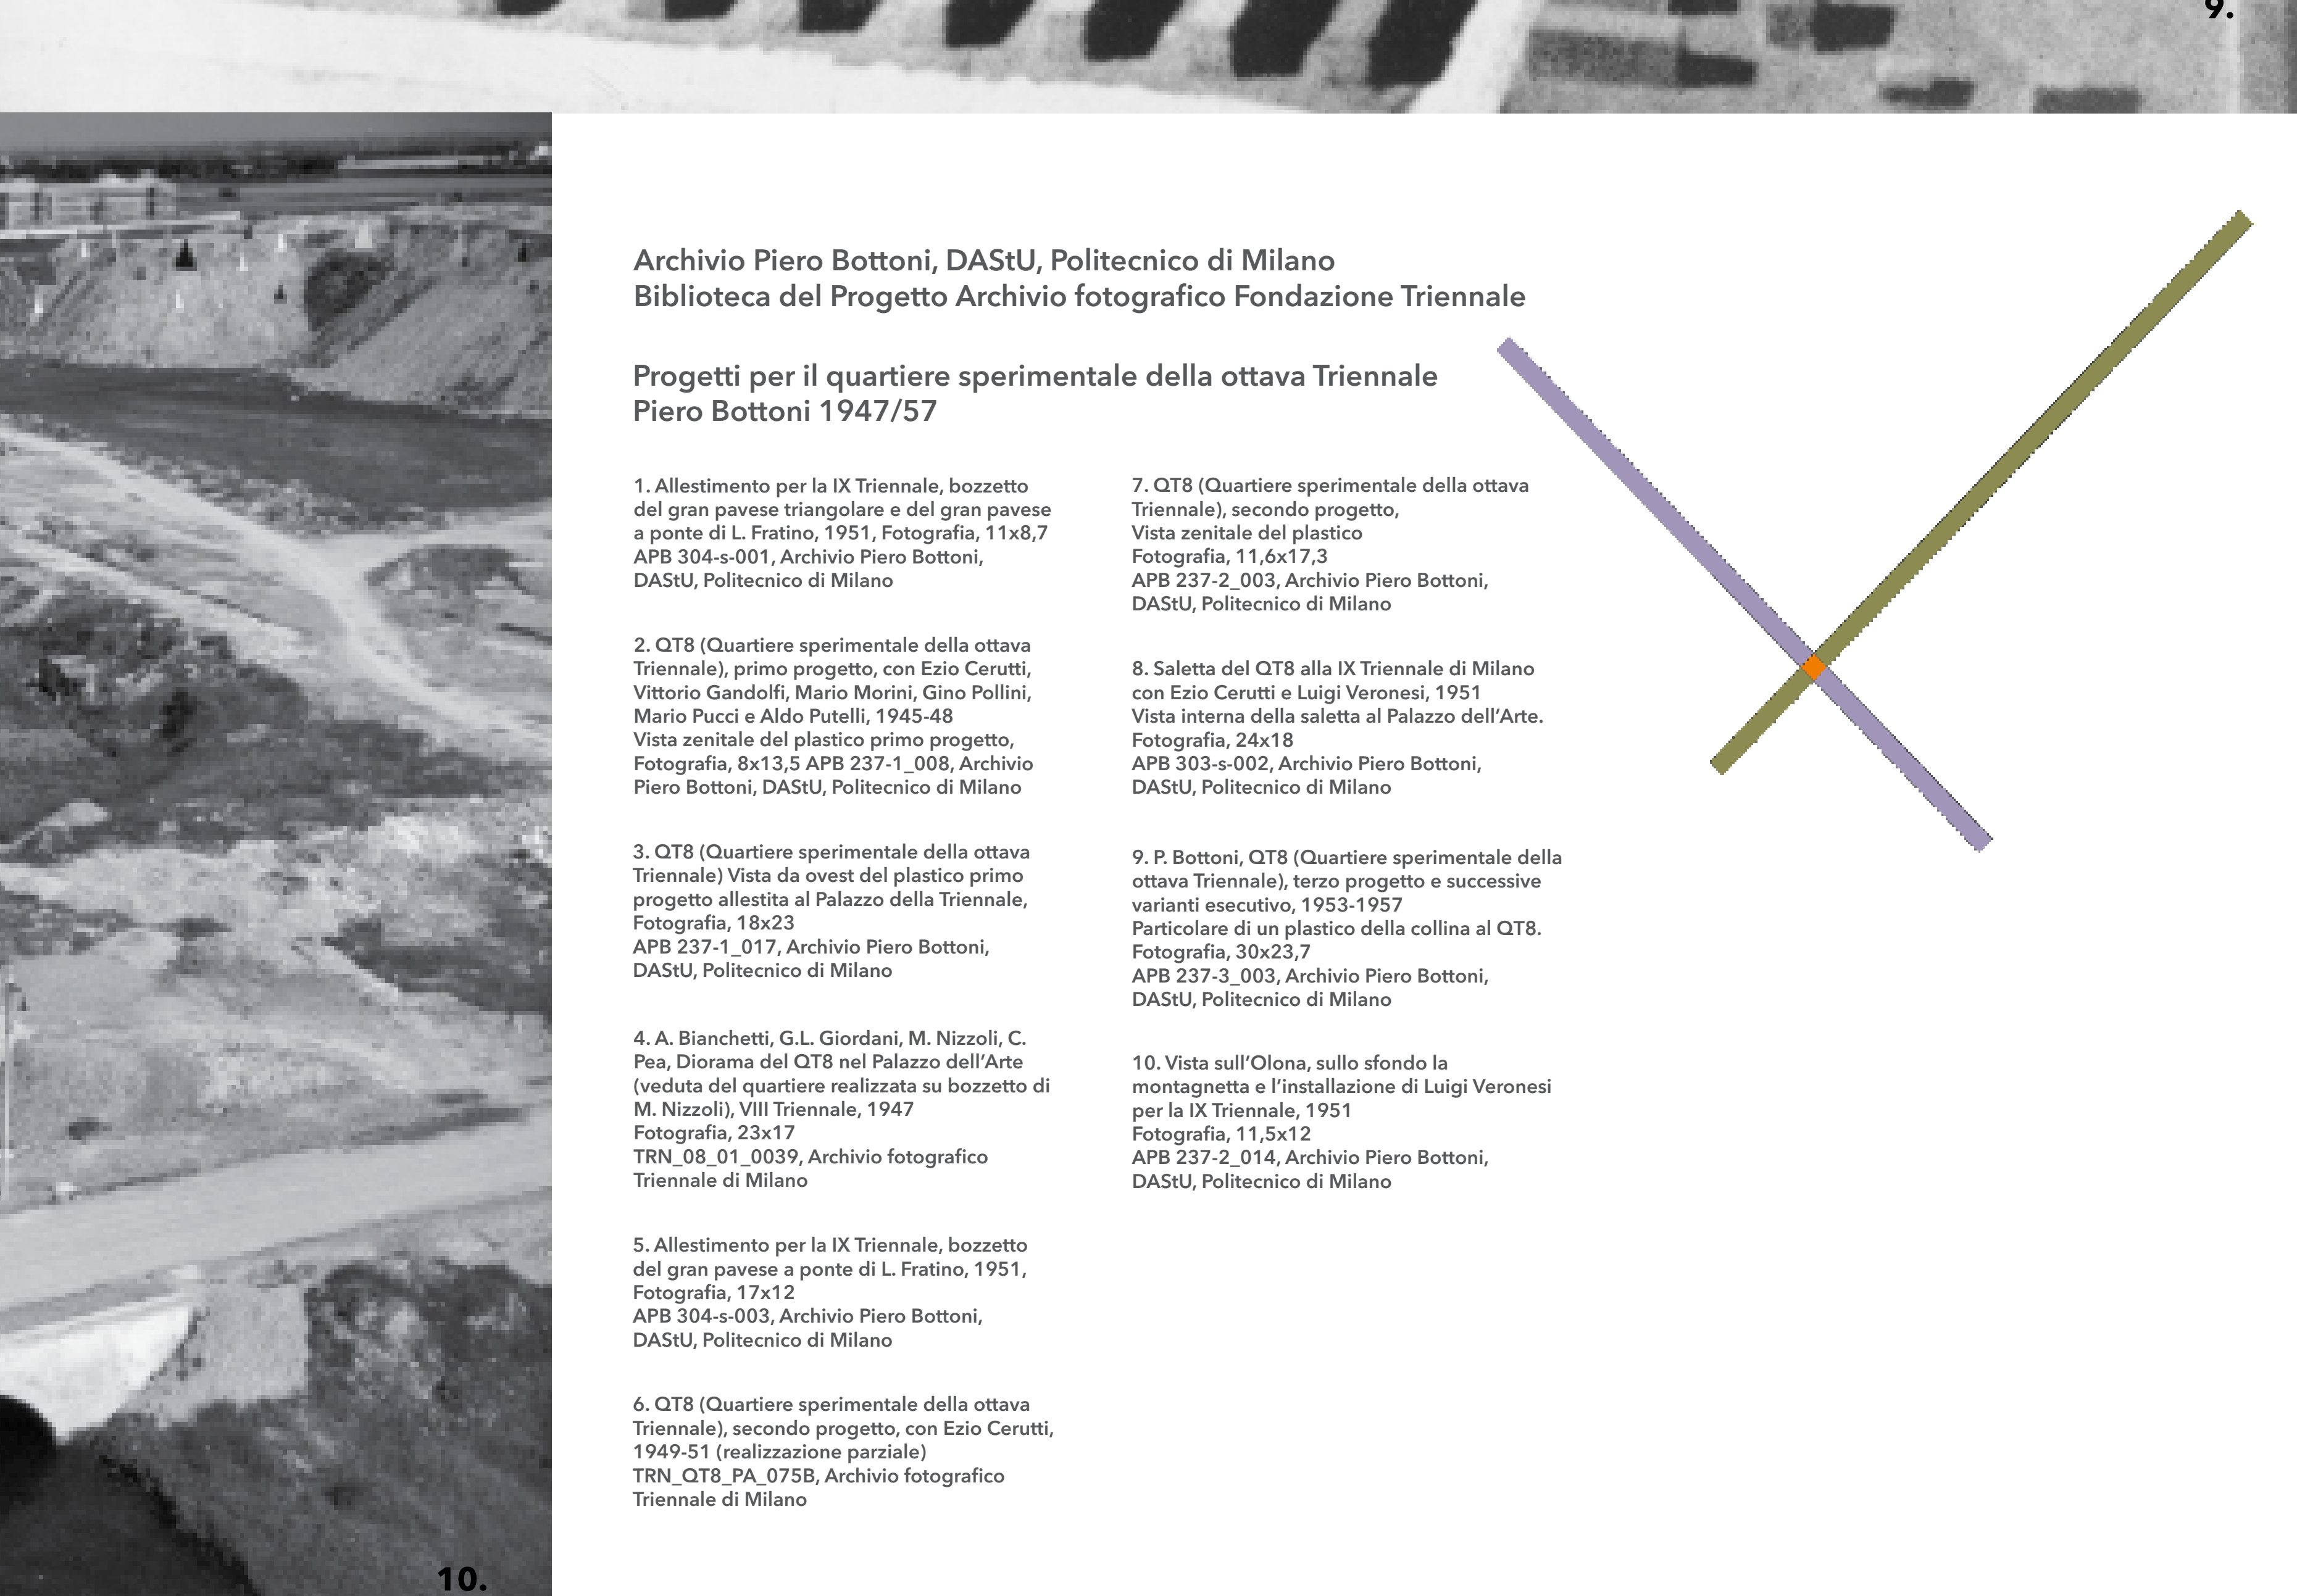 9.
Archivio Piero Bottoni, DAStU, Politecnico di Milano
Biblioteca del Progetto Archivio fotografico Fondazione Triennale
Progetti per il quartiere sperimentale della ottava Triennale
Piero Bottoni 1947/57
1. Allestimento per la IX Triennale, bozzetto
del gran pavese triangolare e del gran pavese
a ponte di L. Fratino, 1951, Fotografia, 11x8,7
APB 304-s-001, Archivio Piero Bottoni,
DAStU, Politecnico di Milano
2. QT8 (Quartiere sperimentale della ottava
Triennale), primo progetto, con Ezio Cerutti,
Vittorio Gandolfi, Mario Morini, Gino Pollini,
Mario Pucci e Aldo Putelli, 1945-48
Vista zenitale del plastico primo progetto,
Fotografia, 8x13,5 APB 237-1_008, Archivio
Piero Bottoni, DAStU, Politecnico di Milano
3. QT8 (Quartiere sperimentale della ottava
Triennale) Vista da ovest del plastico primo
progetto allestita al Palazzo della Triennale,
Fotografia, 18x23
APB 237-1_017, Archivio Piero Bottoni,
DAStU, Politecnico di Milano
4. A. Bianchetti, G.L. Giordani, M. Nizzoli, C.
Pea, Diorama del QT8 nel Palazzo dell'Arte
(veduta del quartiere realizzata su bozzetto di
M. Nizzoli), VIII Triennale, 1947
Fotografia, 23x17
TRN_08_01_0039, Archivio fotografico
Triennale di Milano
5. Allestimento per la IX Triennale, bozzetto
del gran pavese a ponte di L. Fratino, 1951,
Fotografia, 17x12
APB 304-s-003, Archivio Piero Bottoni,
DAStU, Politecnico di Milano
6. QT8 (Quartiere sperimentale della ottava
Triennale), secondo progetto, con Ezio Cerutti,
1949-51 (realizzazione parziale)
TRN_QT8_PA_075B, Archivio fotografico
Triennale di Milano
7. QT8 (Quartiere sperimentale della ottava
Triennale), secondo progetto,
Vista zenitale del plastico
Fotografia, 11,6x17,3
APB 237-2_003, Archivio Piero Bottoni,
DAStU, Politecnico di Milano
8. Saletta del QT8 alla IX Triennale di Milano
con Ezio Cerutti e Luigi Veronesi, 1951
Vista interna della saletta al Palazzo dell'Arte.
Fotografia, 24x18
APB 303-s-002, Archivio Piero Bottoni,
DAStU, Politecnico di Milano
9. P. Bottoni, QT8 (Quartiere sperimentale della
ottava Triennale), terzo progetto e successive
varianti esecutivo, 1953-1957
Particolare di un plastico della collina al QT8.
Fotografia, 30x23,7
APB 237-3_003, Archivio Piero Bottoni,
DAStU, Politecnico di Milano
10. Vista sull'Olona, sullo sfondo la
montagnetta e l'installazione di Luigi Veronesi
per la IX Triennale, 1951
Fotografia, 11,5x12
APB 237-2_014, Archivio Piero Bottoni,
DAStU, Politecnico di Milano
10.